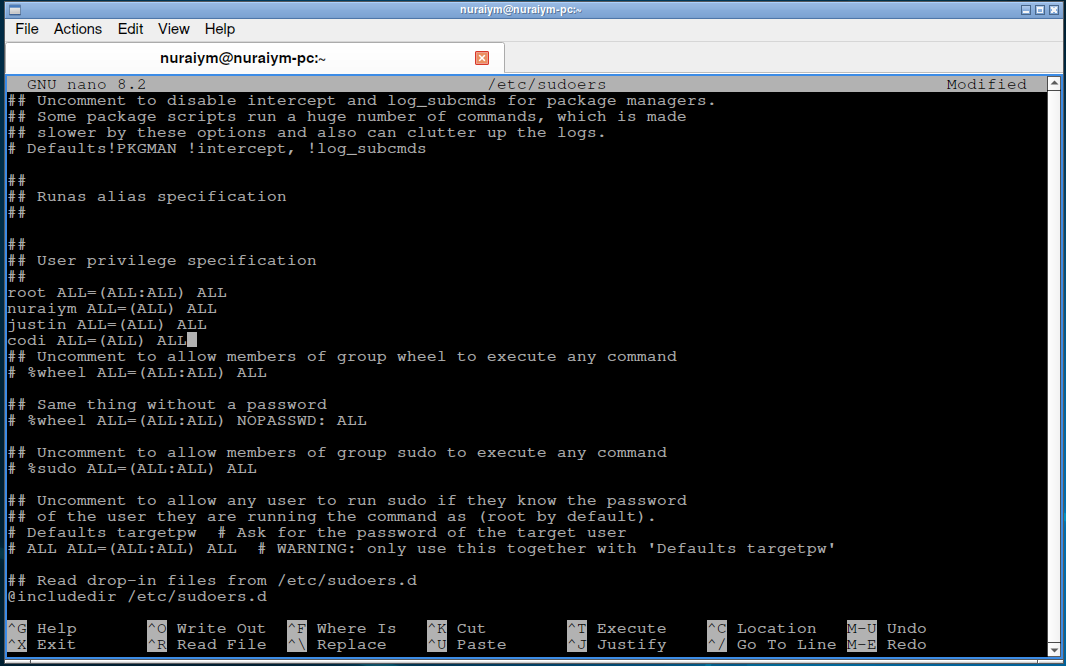 nuraiym@nuraiym-pc:~
File Actions Edit View Help
nuraiym@nuraiym-pc:~
GNU nano 8.2 /etc/sudoers Modified
## Uncomment to disable intercept and log_subcmds for package managers.
## Some package scripts run a huge number of commands, which is made
## slower by these options and also can clutter up the logs.
# Defaults!PKGMAN !intercept, !log_subcmds
##
## Runas alias specification
##
##
## User privilege specification
##
root ALL=(ALL:ALL) ALL
nuraiym ALL=(ALL) ALL
justin ALL=(ALL) ALL
codi ALL=(ALL) ALL
## Uncomment to allow members of group wheel to execute any command
# %wheel ALL=(ALL:ALL) ALL
## Same thing without a password
# %wheel ALL=(ALL:ALL) NOPASSWD: ALL
## Uncomment to allow members of group sudo to execute any command
# %sudo ALL=(ALL:ALL) ALL
## Uncomment to allow any user to run sudo if they know the password
## of the user they are running the command as (root by default).
# Defaults targetpw  # Ask for the password of the target user
# ALL ALL=(ALL:ALL) ALL  # WARNING: only use this together with 'Defaults targetpw'
## Read drop-in files from /etc/sudoers.d
@includedir /etc/sudoers.d
^G Help ^O Write Out ^F Where Is ^K Cut ^T Execute ^C Location M-U Undo
^X Exit ^R Read File ^\ Replace ^U Paste ^J Justify ^/ Go To Line M-E Redo